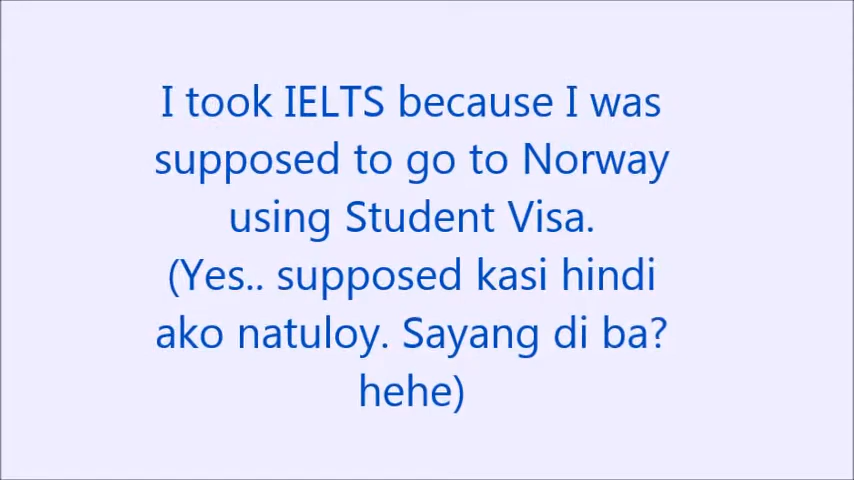 I took IELTS because I was
supposed to go to Norway
using Student Visa.
(Yes.. supposed kasi hindi
ako natuloy. Sayang di ba?
hehe)